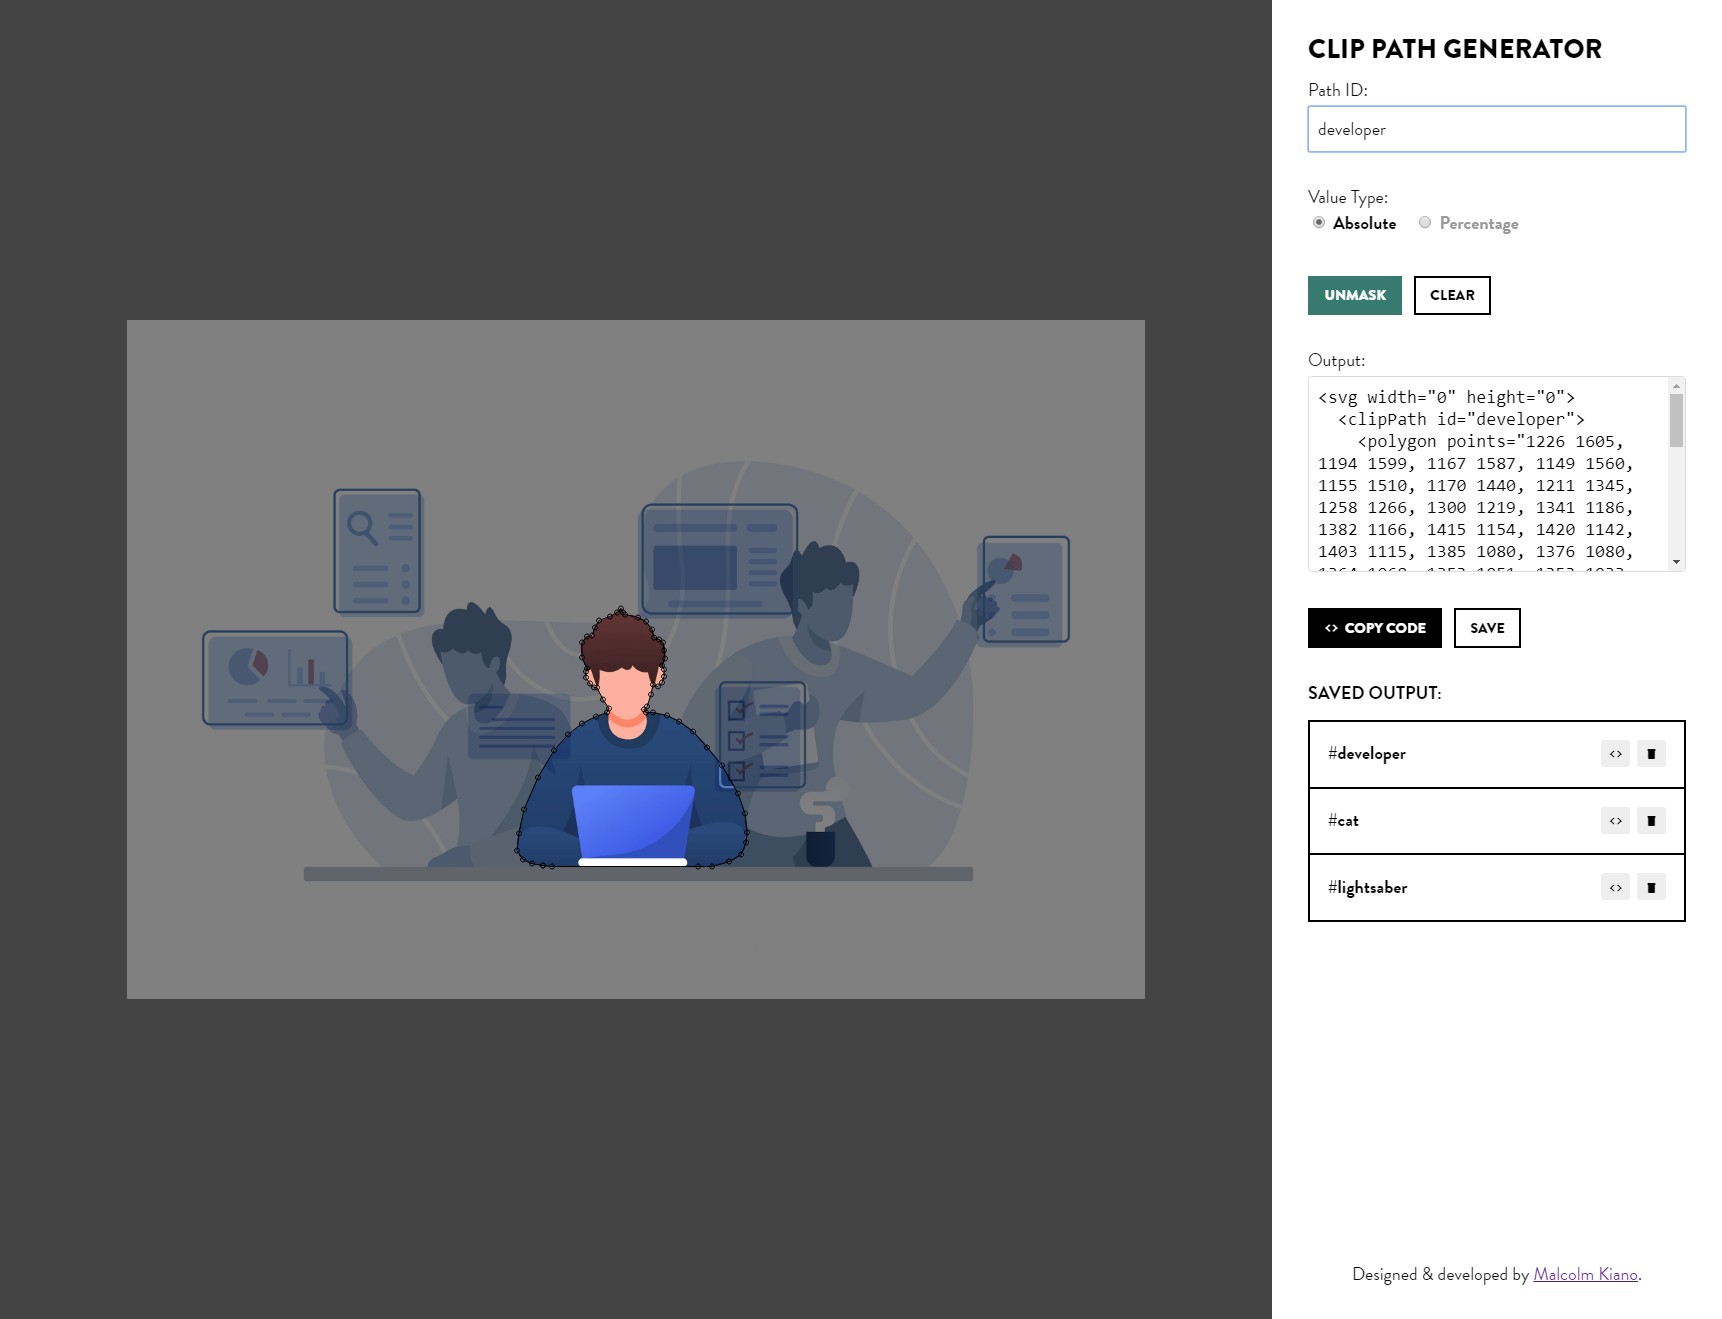 CLIP PATH GENERATOR
Path ID:
developer
Value Type:
Absolute Percentage
UNMASK CLEAR
Output:
<svg width="0" height="0">
<clipPath id="developer">
<polygon points="1226 1605,
1194 1599, 1167 1587, 1149 1560,
1155 1510, 1170 1440, 1211 1345,
1258 1266, 1300 1219, 1341 1186,
1382 1166, 1415 1154, 1420 1142,
1403 1115, 1385 1080, 1376 1080,
<> COPY CODE SAVE
SAVED OUTPUT:
#developer <>
#cat <>
#lightsaber <>
Designed & developed by Malcolm Kiano.